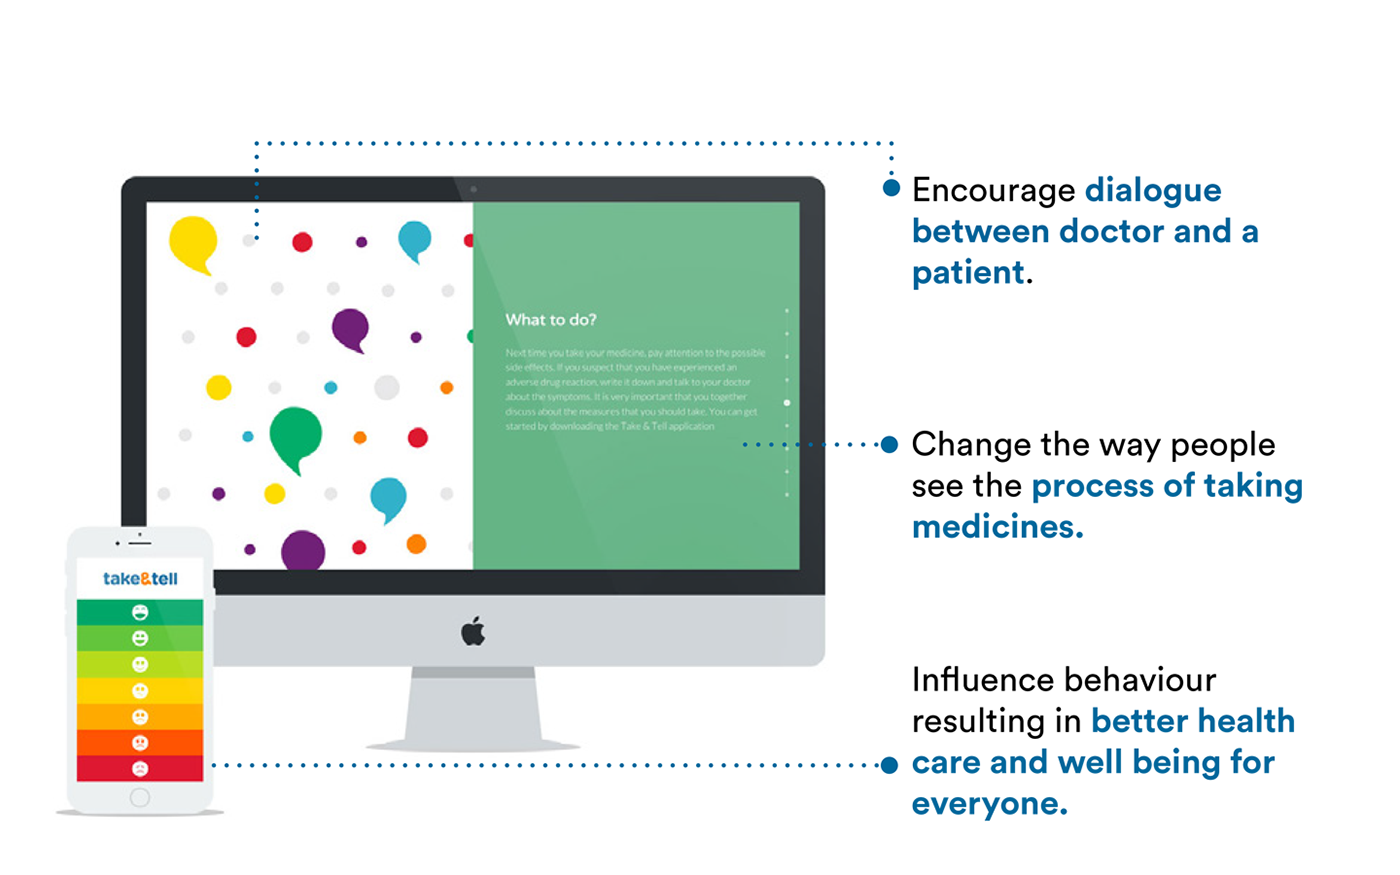 Encourage dialogue
between doctor and a
patient.
What to do?
Next time you take your medicine, pay attention to the possible
side effects. If you suspect that you have experienced an
adverse drug reaction, write it down and talk to your doctor
about the symptoms. It is very important that you together
discuss about the measures that you should take. You can get
started by downloading the Take & Tell application
Change the way people
see the process of taking
medicines.
take&tell
Influence behaviour
resulting in better health
care and well being for
everyone.